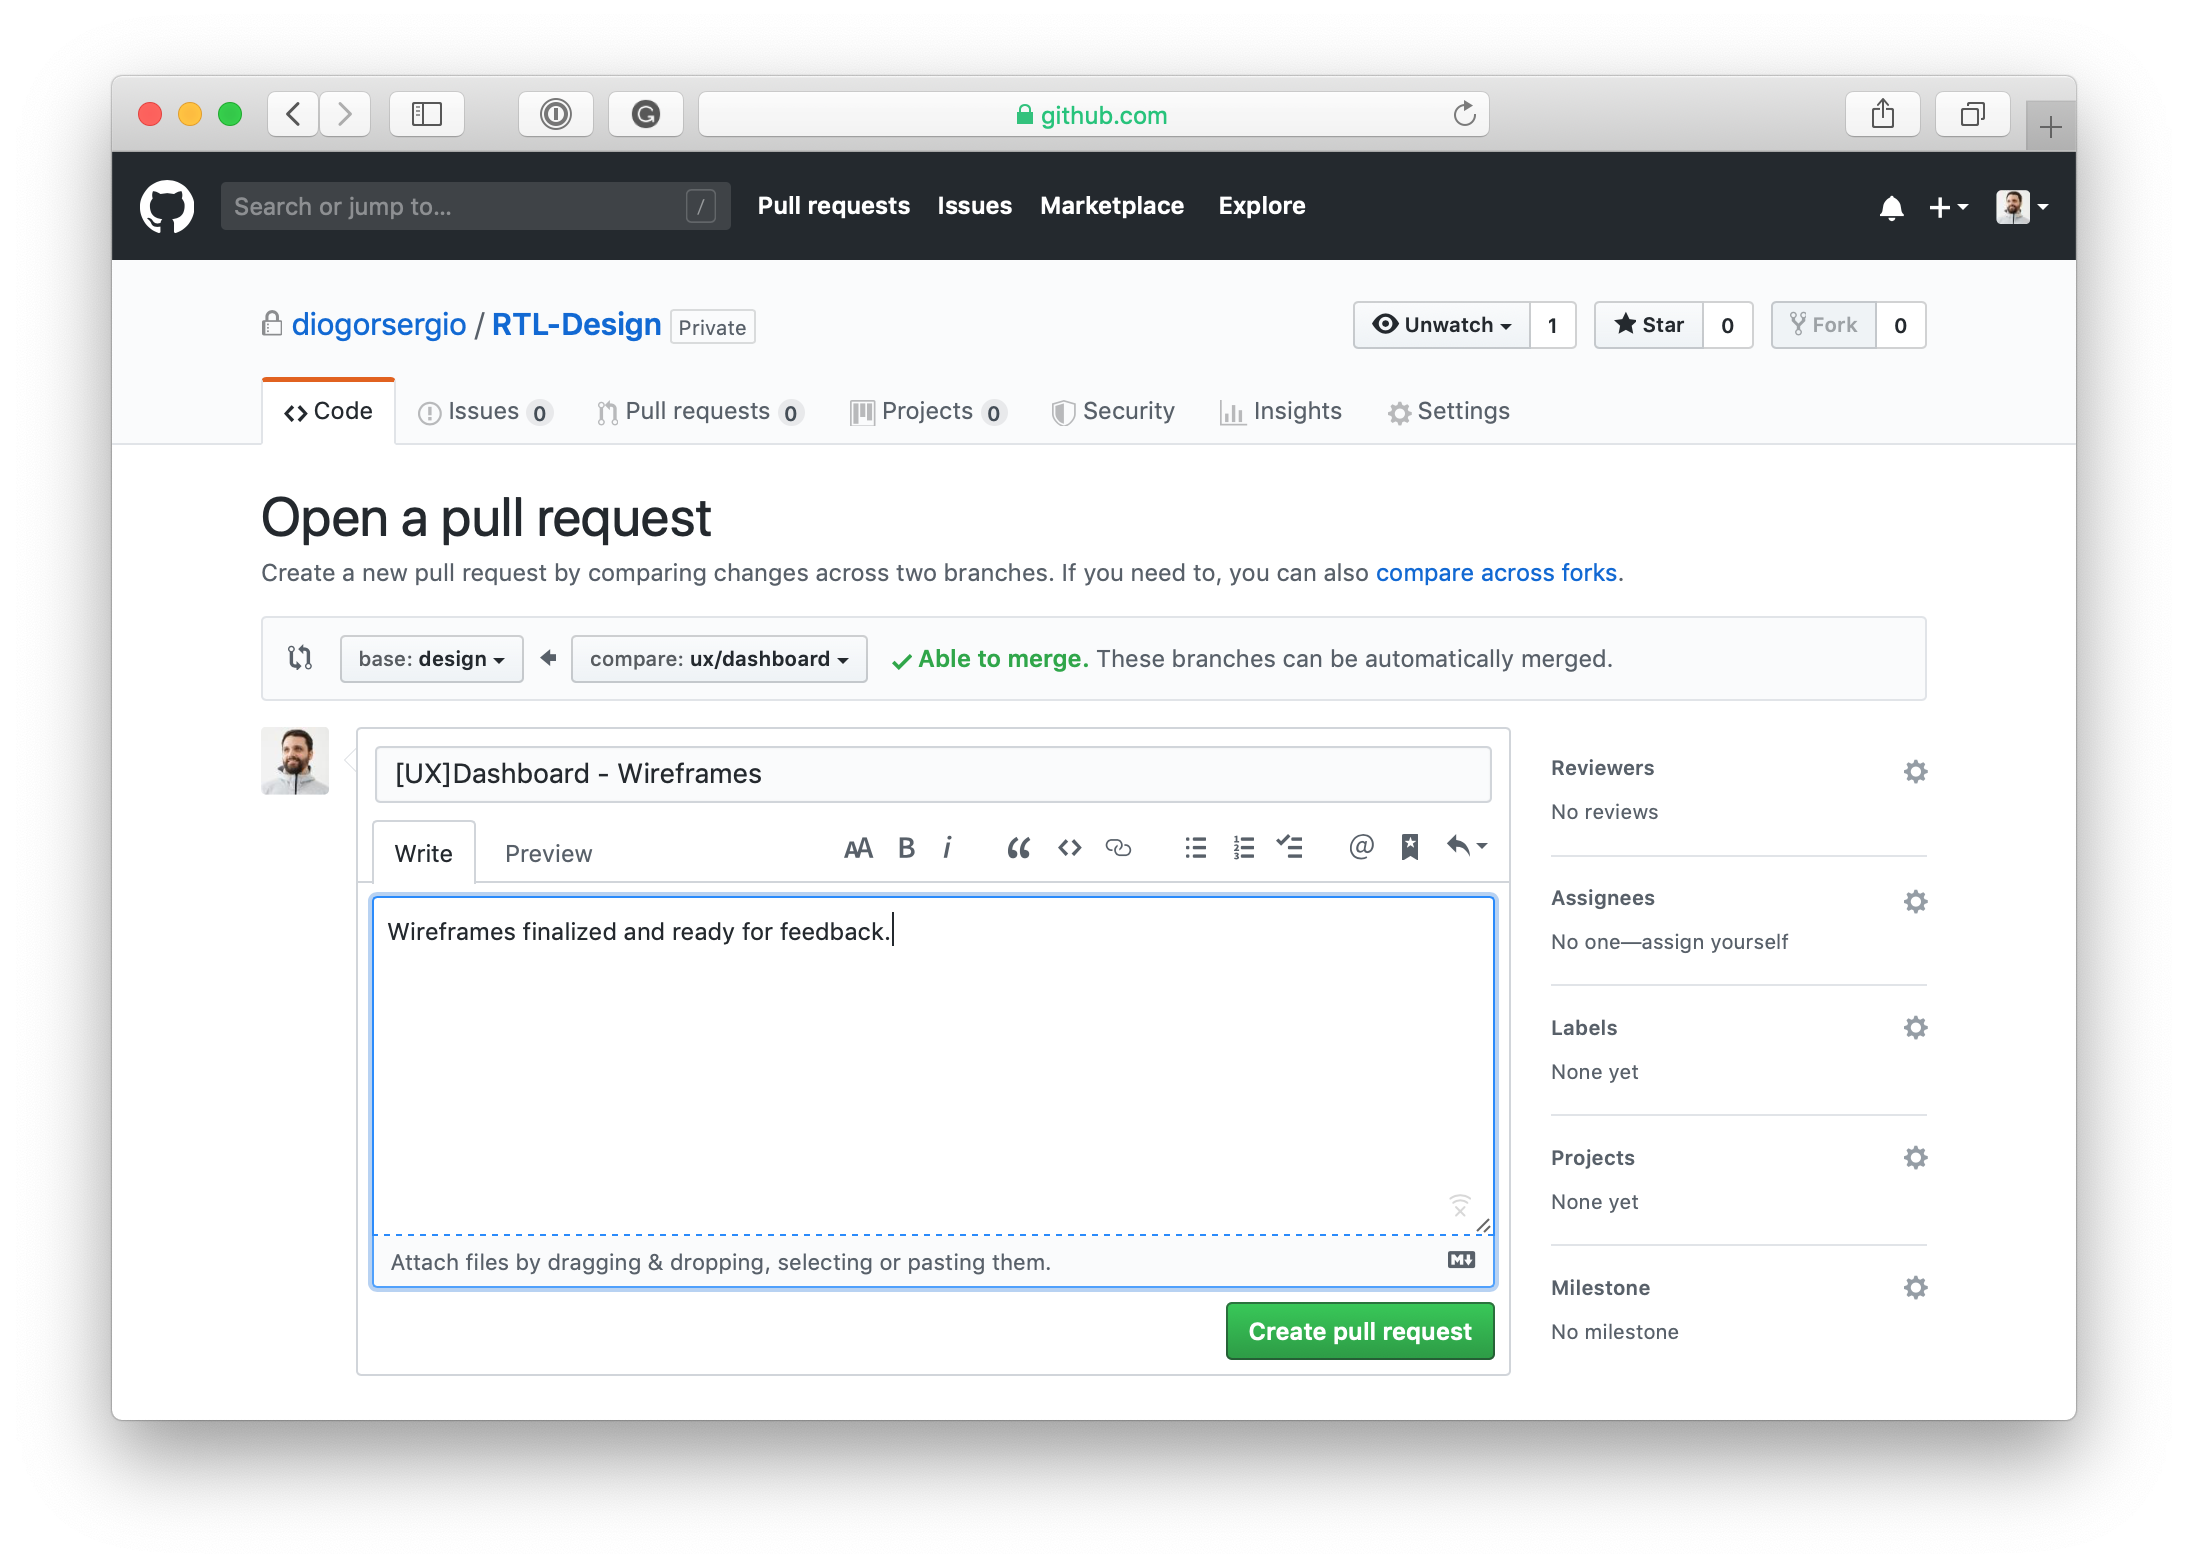 github.com
Search or jump to... /
Pull requests Issues Marketplace Explore
diogorsergio / RTL-Design Private
Unwatch 1 Star 0 Fork 0
Code Issues 0 Pull requests 0 Projects 0 Security Insights Settings
Open a pull request
Create a new pull request by comparing changes across two branches. If you need to, you can also compare across forks.
base: design compare: ux/dashboard Able to merge. These branches can be automatically merged.
[UX]Dashboard - Wireframes
Write Preview AA B i
Wireframes finalized and ready for feedback.
Attach files by dragging & dropping, selecting or pasting them.
Create pull request
Reviewers
No reviews
Assignees
No one—assign yourself
Labels
None yet
Projects
None yet
Milestone
No milestone